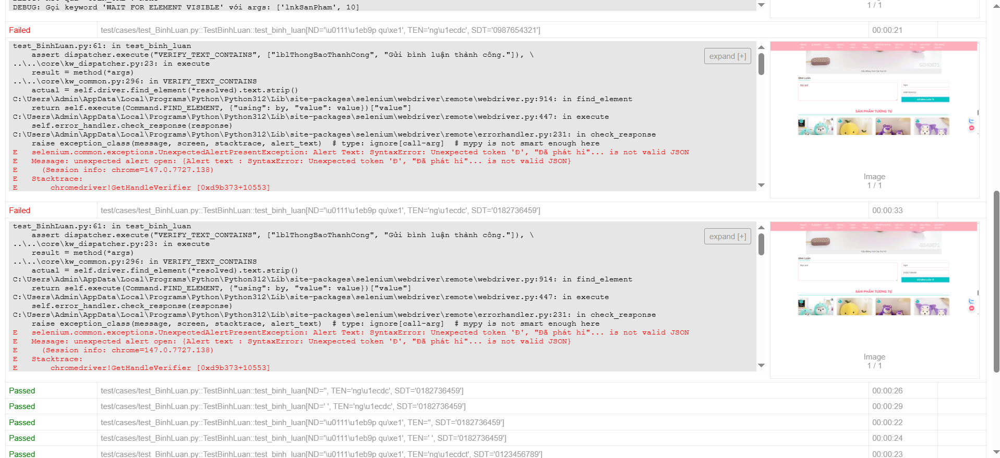 DEBUG: Gọi keyword 'WAIT FOR ELEMENT VISIBLE' với args: ['lnkSanPham', 10]
1 / 1
Failed test/cases/test_BinhLuan.py::TestBinhLuan::test_binh_luan[ND='\u0111\u1eb9p qu\xe1', TEN='ng\u1ecdc', SDT='0987654321'] 00:00:21
test_BinhLuan.py:61: in test_binh_luan
assert dispatcher.execute("VERIFY_TEXT_CONTAINS", ["lblThongBaoThanhCong", "Gửi bình luận thành công."]), \
..\..\core\kw_dispatcher.py:23: in execute
result = method(*args)
..\..\core\kw_common.py:296: in VERIFY_TEXT_CONTAINS
actual = self.driver.find_element(*resolved).text.strip()
C:\Users\Admin\AppData\Local\Programs\Python\Python312\Lib\site-packages\selenium\webdriver\remote\webdriver.py:914: in find_element
return self.execute(Command.FIND_ELEMENT, {"using": by, "value": value})["value"]
C:\Users\Admin\AppData\Local\Programs\Python\Python312\Lib\site-packages\selenium\webdriver\remote\webdriver.py:447: in execute
self.error_handler.check_response(response)
C:\Users\Admin\AppData\Local\Programs\Python\Python312\Lib\site-packages\selenium\webdriver\remote\errorhandler.py:231: in check_response
raise exception_class(message, screen, stacktrace, alert_text)  # type: ignore[call-arg]  # mypy is not smart enough here
E selenium.common.exceptions.UnexpectedAlertPresentException: Alert Text: SyntaxError: Unexpected token 'Đ', "Đã phát hi"... is not valid JSON
E Message: unexpected alert open: {Alert text : SyntaxError: Unexpected token 'Đ', "Đã phát hi"... is not valid JSON}
E (Session info: chrome=147.0.7727.138)
E Stacktrace:
E chromedriver!GetHandleVerifier [0xd9b373+10553]
expand [+]
BÌNH LUẬN
0987654321
SẢN PHẨM TƯƠNG TỰ
Image
1 / 1
Failed test/cases/test_BinhLuan.py::TestBinhLuan::test_binh_luan[ND='\u0111\u1eb9p qu\xe1', TEN='ng\u1ecdc', SDT='0182736459'] 00:00:33
test_BinhLuan.py:61: in test_binh_luan
assert dispatcher.execute("VERIFY_TEXT_CONTAINS", ["lblThongBaoThanhCong", "Gửi bình luận thành công."]), \
..\..\core\kw_dispatcher.py:23: in execute
result = method(*args)
..\..\core\kw_common.py:296: in VERIFY_TEXT_CONTAINS
actual = self.driver.find_element(*resolved).text.strip()
C:\Users\Admin\AppData\Local\Programs\Python\Python312\Lib\site-packages\selenium\webdriver\remote\webdriver.py:914: in find_element
return self.execute(Command.FIND_ELEMENT, {"using": by, "value": value})["value"]
C:\Users\Admin\AppData\Local\Programs\Python\Python312\Lib\site-packages\selenium\webdriver\remote\webdriver.py:447: in execute
self.error_handler.check_response(response)
C:\Users\Admin\AppData\Local\Programs\Python\Python312\Lib\site-packages\selenium\webdriver\remote\errorhandler.py:231: in check_response
raise exception_class(message, screen, stacktrace, alert_text)  # type: ignore[call-arg]  # mypy is not smart enough here
E selenium.common.exceptions.UnexpectedAlertPresentException: Alert Text: SyntaxError: Unexpected token 'Đ', "Đã phát hi"... is not valid JSON
E Message: unexpected alert open: {Alert text : SyntaxError: Unexpected token 'Đ', "Đã phát hi"... is not valid JSON}
E (Session info: chrome=147.0.7727.138)
E Stacktrace:
E chromedriver!GetHandleVerifier [0xd9b373+10553]
expand [+]
BÌNH LUẬN
0182736459
SẢN PHẨM TƯƠNG TỰ
Image
1 / 1
Passed test/cases/test_BinhLuan.py::TestBinhLuan::test_binh_luan[ND='', TEN='ng\u1ecdc', SDT='0182736459'] 00:00:26
Passed test/cases/test_BinhLuan.py::TestBinhLuan::test_binh_luan[ND=' ', TEN='ng\u1ecdc', SDT='0182736459'] 00:00:29
Passed test/cases/test_BinhLuan.py::TestBinhLuan::test_binh_luan[ND='\u0111\u1eb9p qu\xe1', TEN='', SDT='0182736459'] 00:00:22
Passed test/cases/test_BinhLuan.py::TestBinhLuan::test_binh_luan[ND='\u0111\u1eb9p qu\xe1', TEN=' ', SDT='0182736459'] 00:00:24
Passed test/cases/test_BinhLuan.py::TestBinhLuan::test_binh_luan[ND='\u0111\u1eb9p qu\xe1', TEN='ng\u1ecdct', SDT='0123456789'] 00:00:23